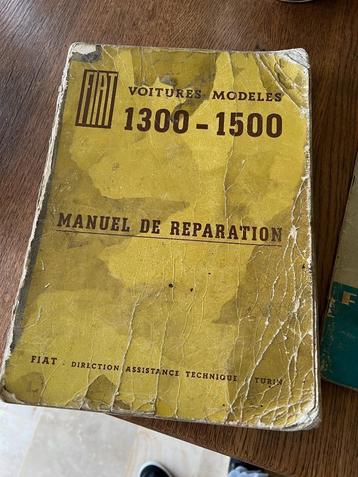 FIAT
VOITURES MODELES
1300 - 1500
MANUEL DE REPARATION
FIAT - DIRECTION ASSISTANCE TECHNIQUE - TURIN
F